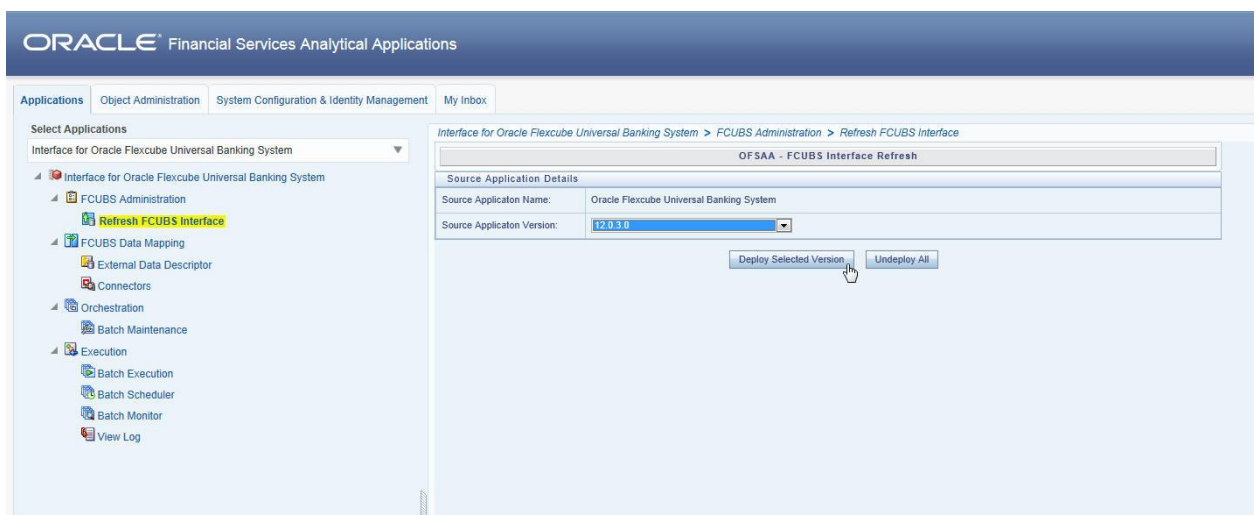 ORACLE® Financial Services Analytical Applications
Applications Object Administration System Configuration & Identity Management My Inbox
Select Applications
Interface for Oracle Flexcube Universal Banking System
Interface for Oracle Flexcube Universal Banking System
FCUBS Administration
Refresh FCUBS Interface
FCUBS Data Mapping
External Data Descriptor
Connectors
Orchestration
Batch Maintenance
Execution
Batch Execution
Batch Scheduler
Batch Monitor
View Log
Interface for Oracle Flexcube Universal Banking System > FCUBS Administration > Refresh FCUBS Interface
OFSAA - FCUBS Interface Refresh
Source Application Details
Source Applicaton Name: Oracle Flexcube Universal Banking System
Source Applicaton Version: 12.0.3.0
Deploy Selected Version Undeploy All